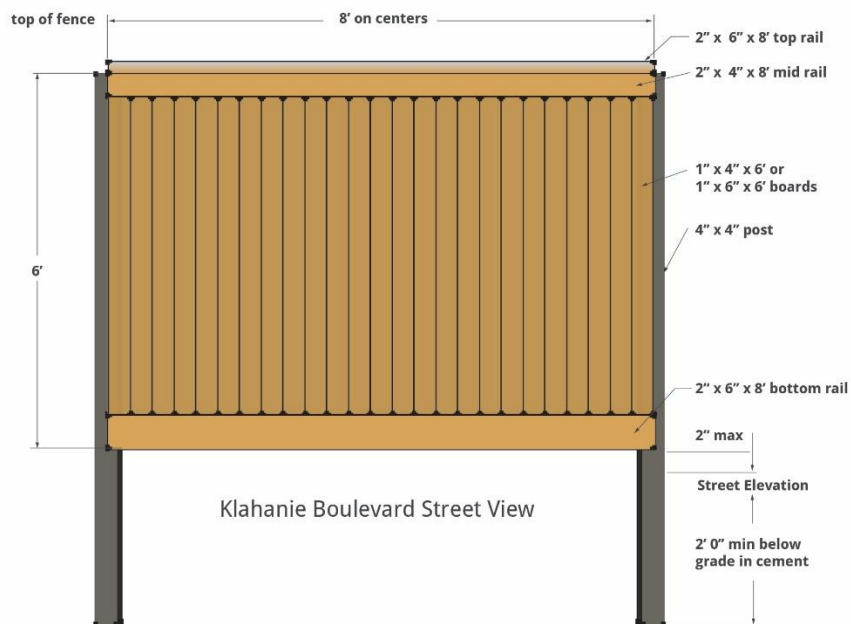 top of fence
8’ on centers
2” x 6” x 8’ top rail
2” x 4” x 8’ mid rail
1” x 4” x 6’ or
1” x 6” x 6’ boards
4” x 4” post
6’
2” x 6” x 8’ bottom rail
2” max
Street Elevation
Klahanie Boulevard Street View
2’ 0” min below
grade in cement